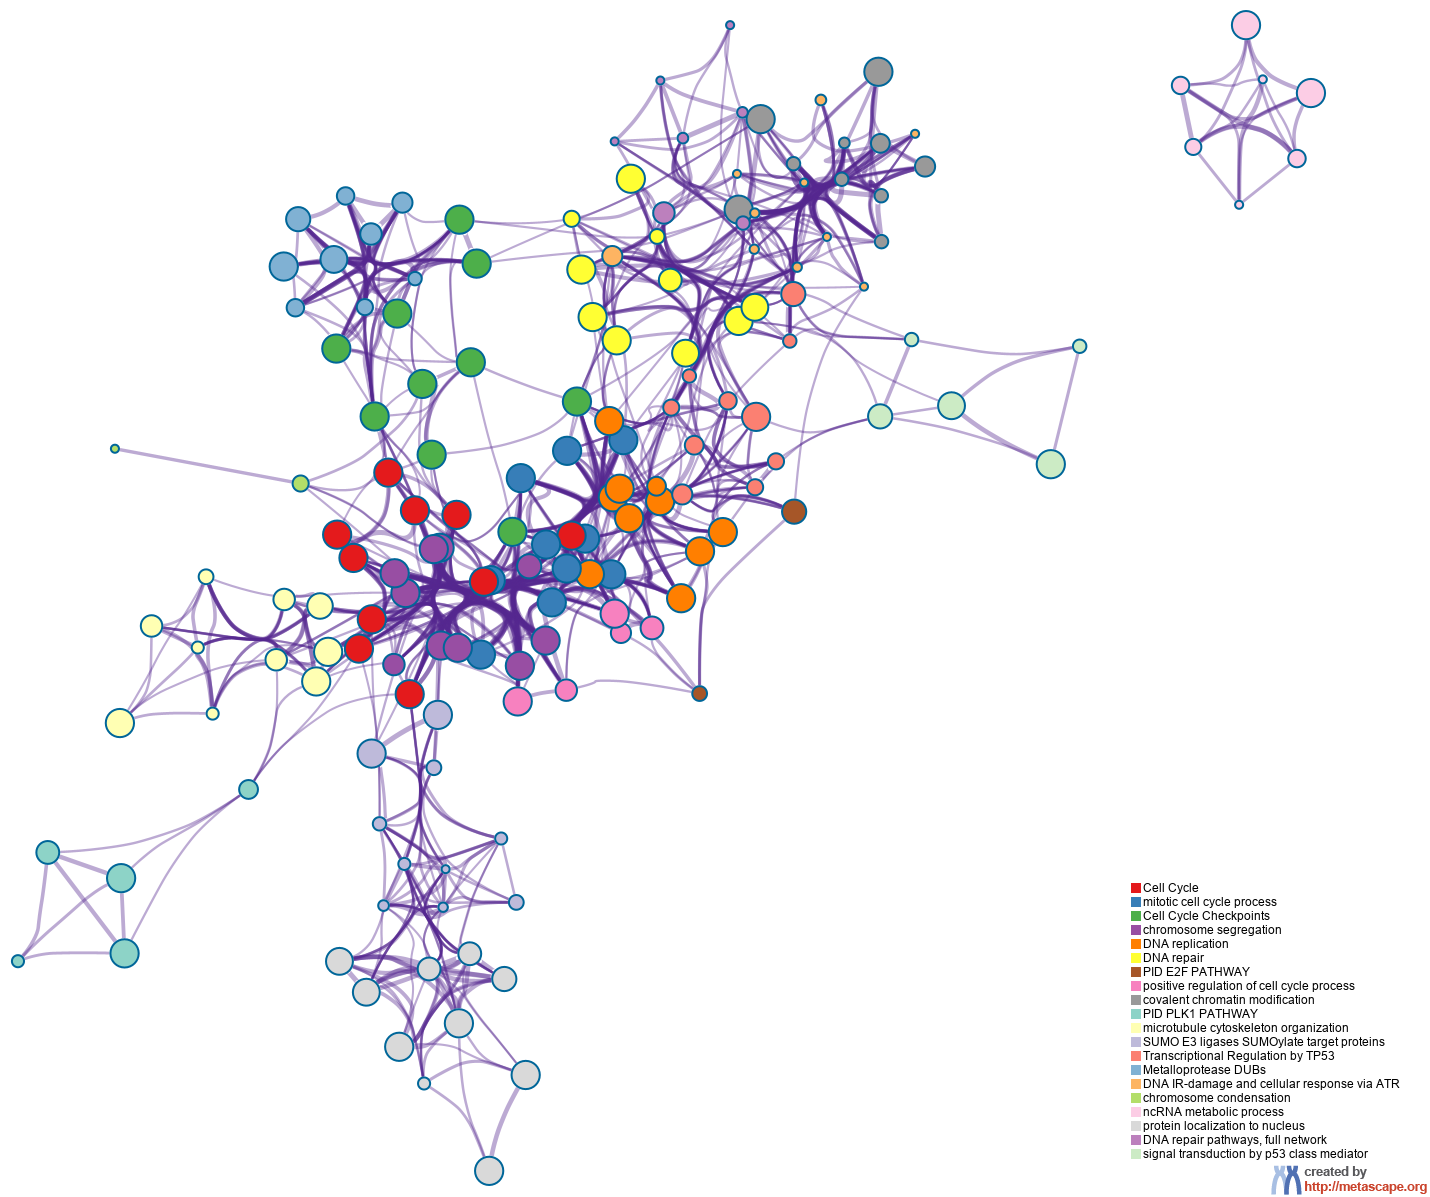 Cell Cycle
mitotic cell cycle process
Cell Cycle Checkpoints
chromosome segregation
DNA replication
DNA repair
PID E2F PATHWAY
positive regulation of cell cycle process
covalent chromatin modification
PID PLK1 PATHWAY
microtubule cytoskeleton organization
SUMO E3 ligases SUMOylate target proteins
Transcriptional Regulation by TP53
Metalloprotease DUBs
DNA IR-damage and cellular response via ATR
chromosome condensation
ncRNA metabolic process
protein localization to nucleus
DNA repair pathways, full network
signal transduction by p53 class mediator
created by
http://metascape.org